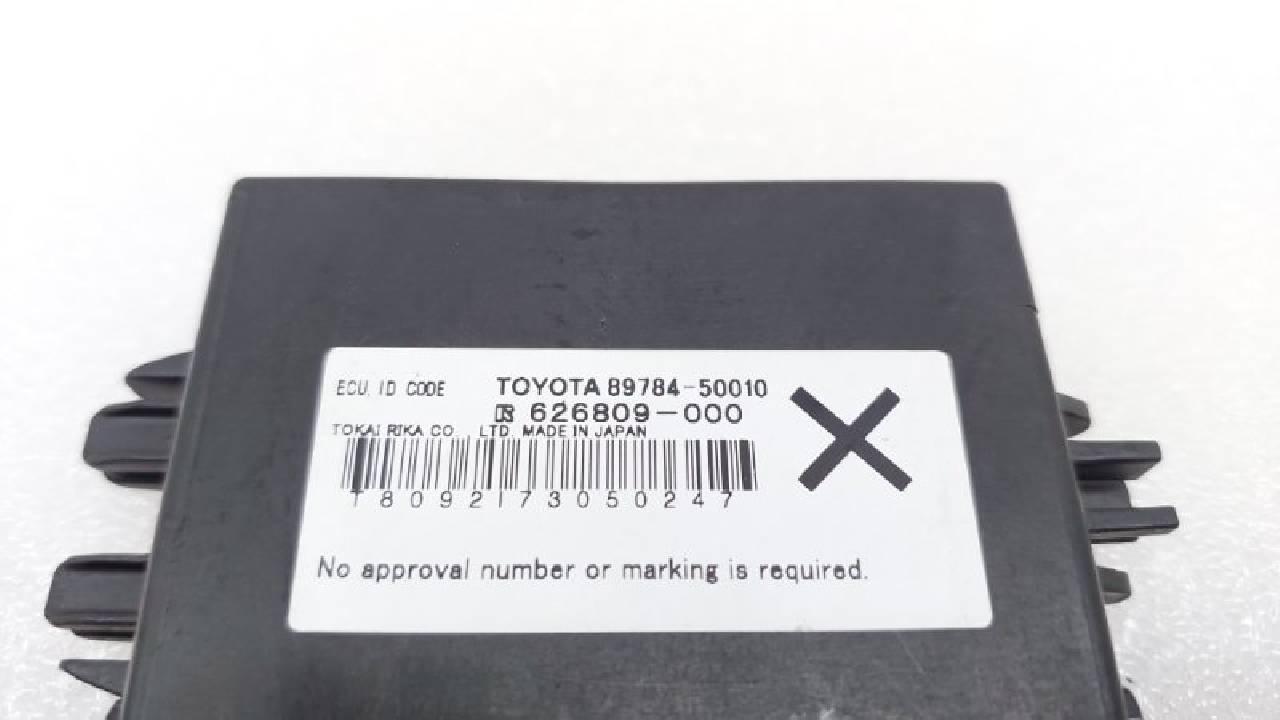 ECU, ID CODE TOYOTA 89784-50010
626809-000
TOKAI RIKA CO., LTD. MADE IN JAPAN
T8092173050247
No approval number or marking is required.